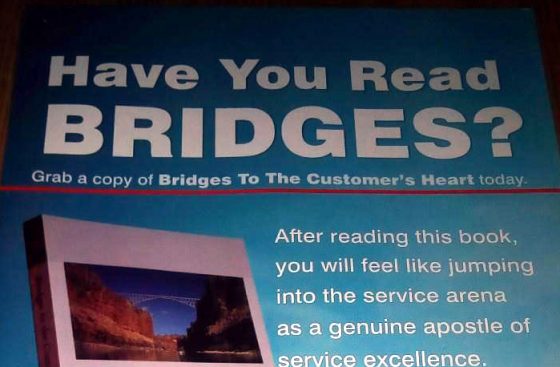 Have You Read
BRIDGES?
Grab a copy of Bridges To The Customer's Heart today.
After reading this book,
you will feel like jumping
into the service arena
as a genuine apostle of
service excellence.